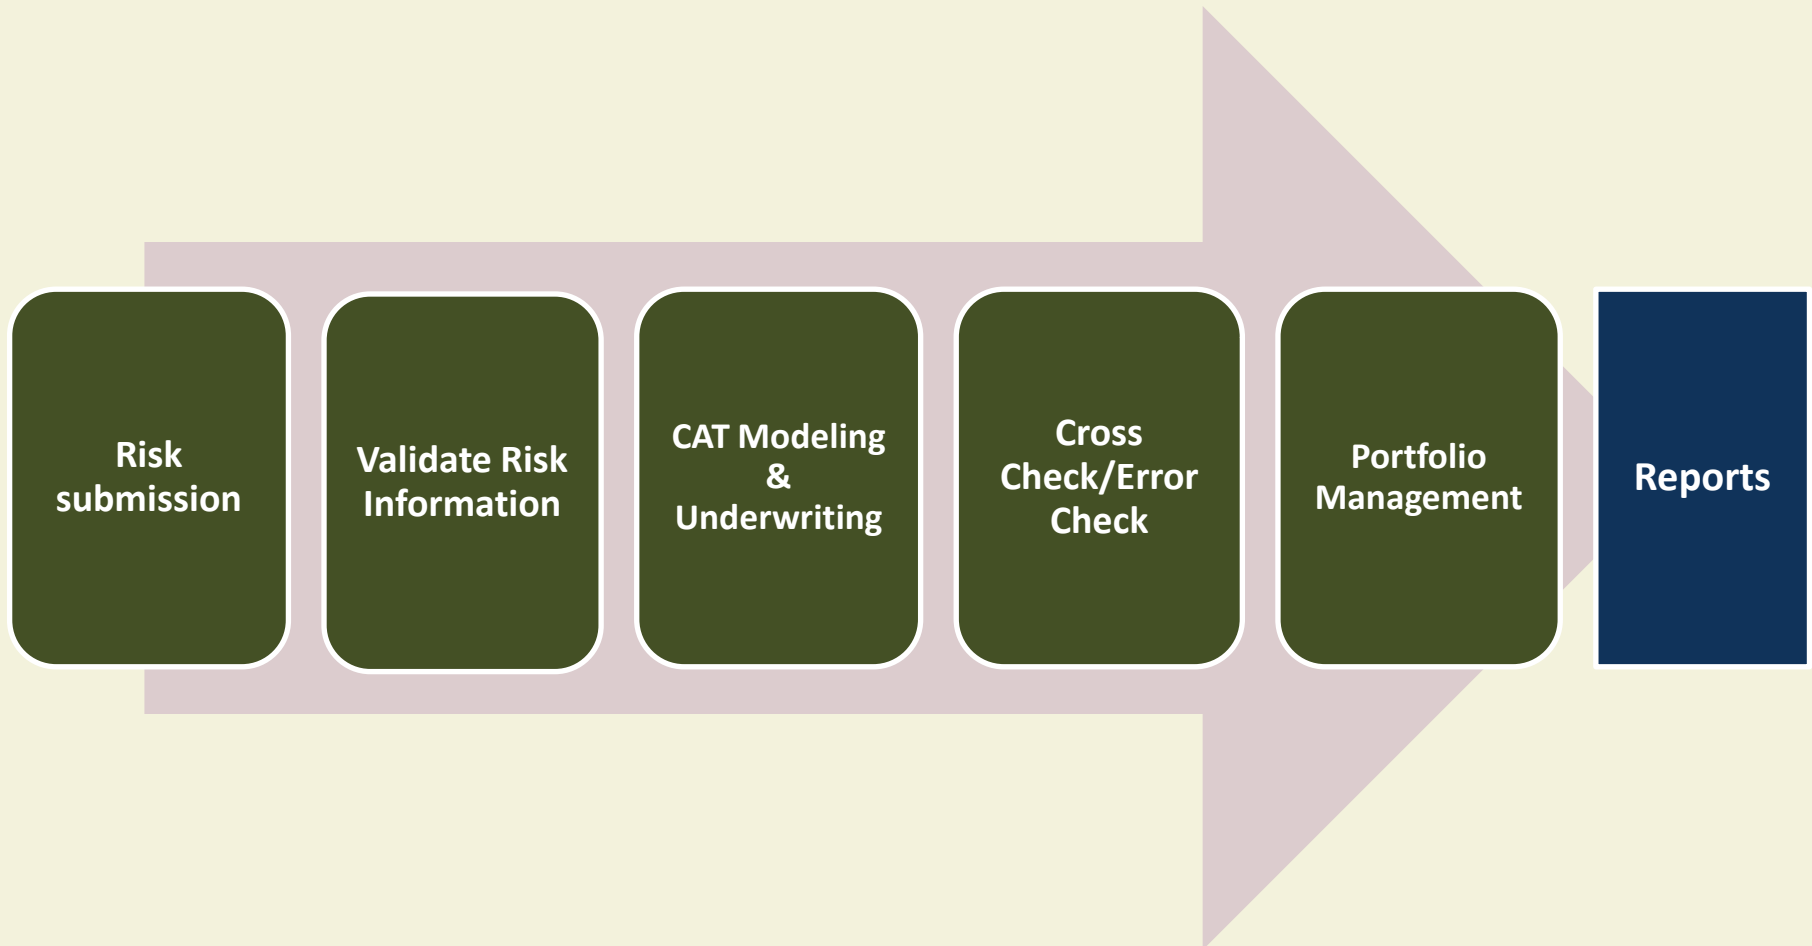 Risk
submission
Validate Risk
Information
CAT Modeling
&
Underwriting
Cross
Check/Error
Check
Portfolio
Management
Reports